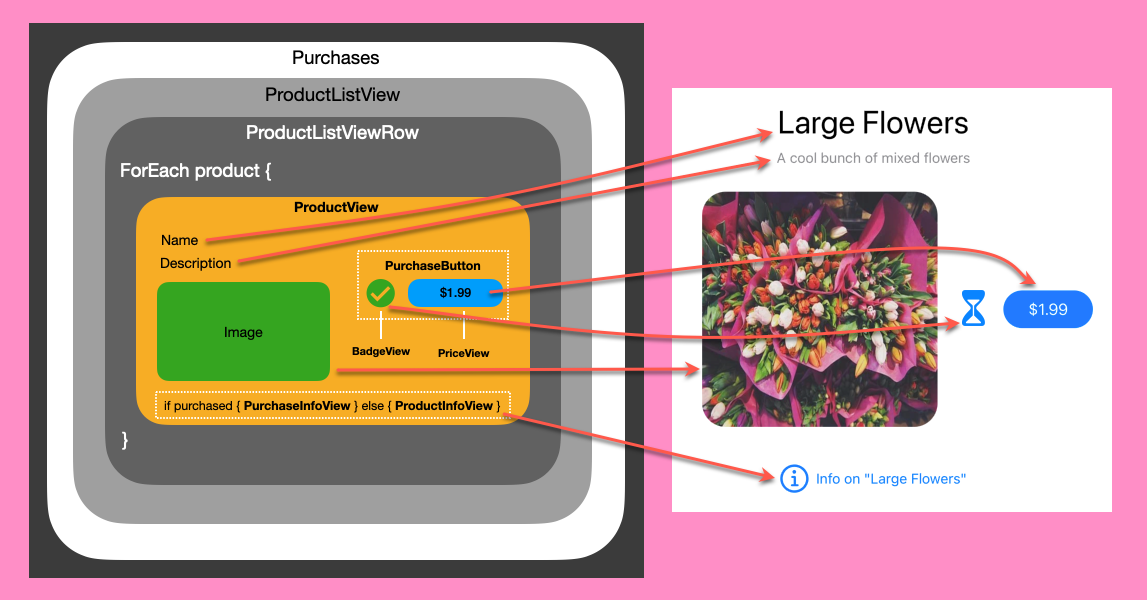 Purchases
ProductListView
ProductListViewRow
ForEach product {
ProductView
Name
Description
PurchaseButton
$1.99
Image
BadgeView
PriceView
if purchased { PurchaseInfoView } else { ProductInfoView }
}
Large Flowers
A cool bunch of mixed flowers
$1.99
Info on "Large Flowers"